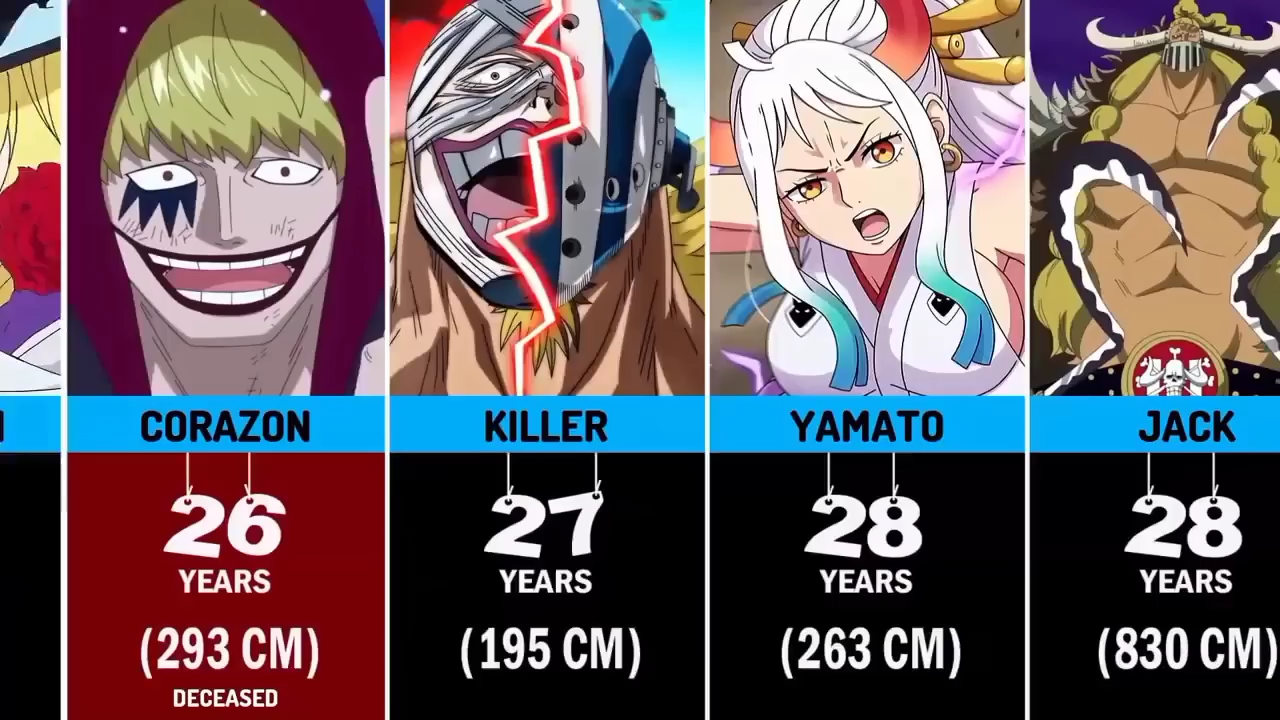 CORAZON
26
YEARS
(293 CM)
DECEASED
KILLER
27
YEARS
(195 CM)
YAMATO
28
YEARS
(263 CM)
JACK
28
YEARS
(830 CM)